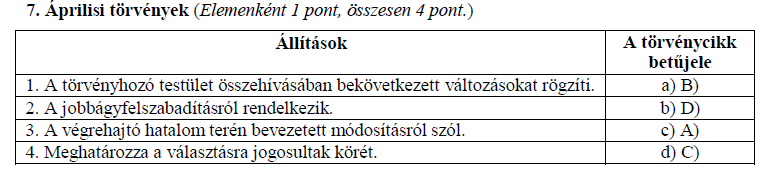 7. Áprilisi törvények (Elemenként 1 pont, összesen 4 pont.)
Állítások A törvénycikk betűjele
1. A törvényhozó testület összehívásában bekövetkezett változásokat rögzíti. a) B)
2. A jobbágyfelszabadításról rendelkezik. b) D)
3. A végrehajtó hatalom terén bevezetett módosításról szól. c) A)
4. Meghatározza a választásra jogosultak körét. d) C)